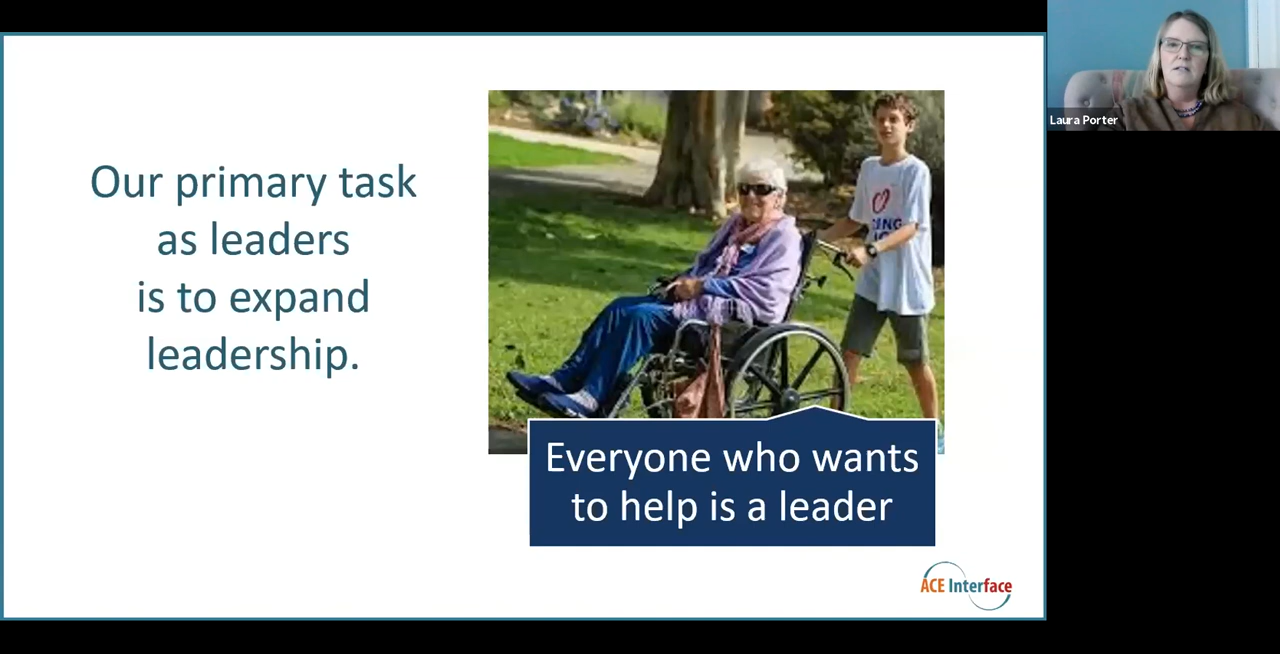 Our primary task
as leaders
is to expand
leadership.
Everyone who wants
to help is a leader
ACE Interface
Laura Porter